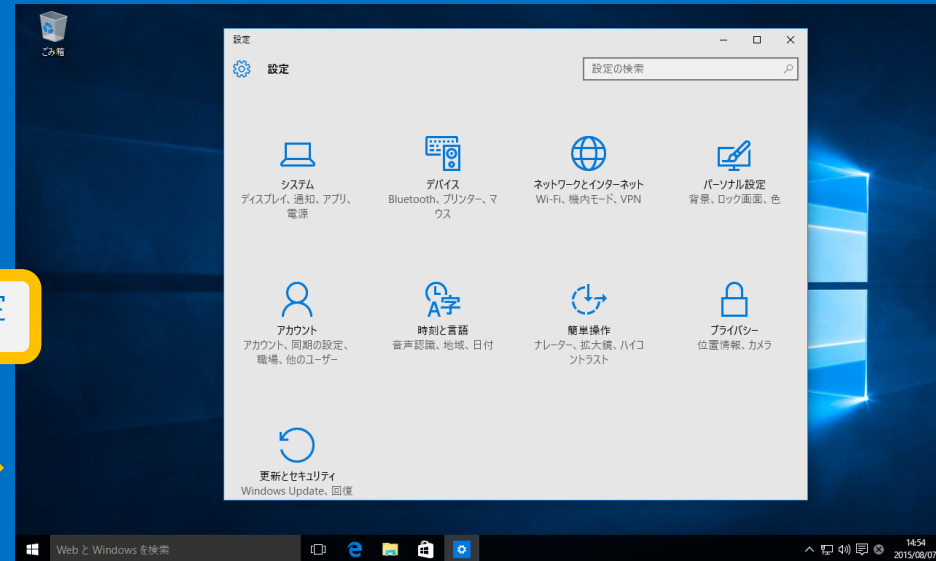 ごみ箱
設定
設定
設定の検索
システム
ディスプレイ、通知、アプリ、
電源
デバイス
Bluetooth、プリンター、マ
ウス
ネットワークとインターネット
Wi-Fi、機内モード、VPN
パーソナル設定
背景、ロック画面、色
アカウント
アカウント、同期の設定、
職場、他のユーザー
時刻と言語
音声認識、地域、日付
簡単操作
ナレーター、拡大鏡、ハイコ
ントラスト
プライバシー
位置情報、カメラ
更新とセキュリティ
Windows Update、回復
Web と Windows を検索
14:54
2015/08/07